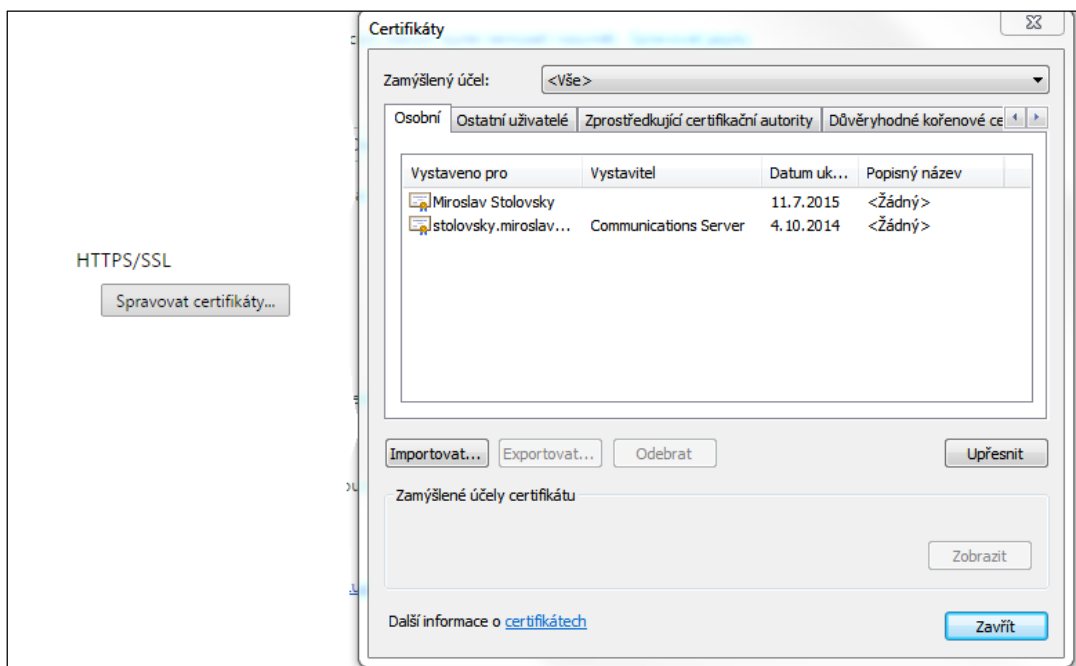 Certifikáty
Zamýšlený účel: <Vše>
Osobní Ostatní uživatelé Zprostředkující certifikační autority Důvěryhodné kořenové ce
Vystaveno pro Vystavitel Datum uk... Popisný název
Miroslav Stolovsky 11.7.2015 <Žádný>
stolovsky.miroslav... Communications Server 4.10.2014 <Žádný>
HTTPS/SSL
Spravovat certifikáty...
Importovat... Exportovat... Odebrat Upřesnit
Zamýšlené účely certifikátu
Zobrazit
Další informace o certifikátech
Zavřít